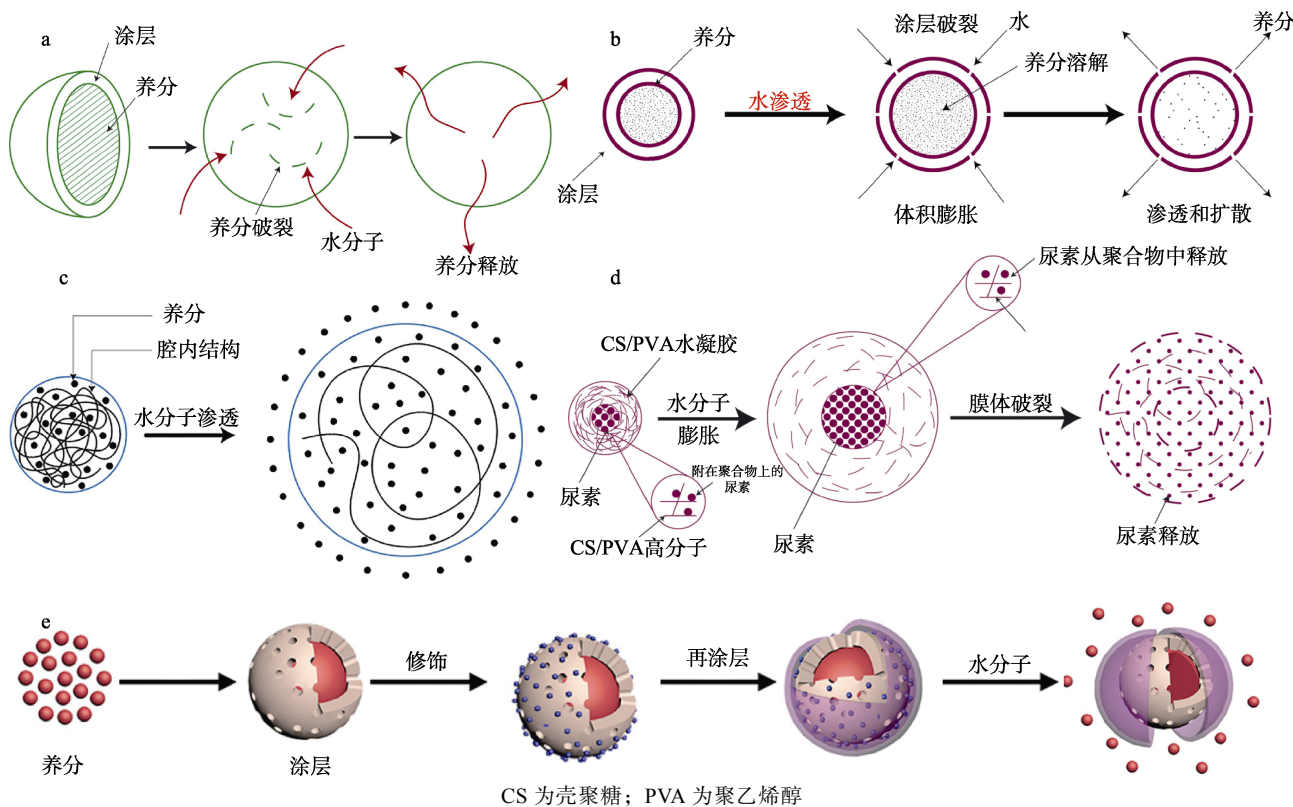 a
涂层
养分
养分破裂
水分子
养分释放
b
养分
涂层
水渗透
涂层破裂
水
养分溶解
体积膨胀
养分
渗透和扩散
c
养分
腔内结构
水分子渗透
d
CS/PVA水凝胶
尿素
水分子
膨胀
附在聚合物上的
尿素
CS/PVA高分子
尿素从聚合物中释放
尿素
膜体破裂
尿素释放
e
养分
涂层
修饰
再涂层
水分子
CS 为壳聚糖；PVA 为聚乙烯醇